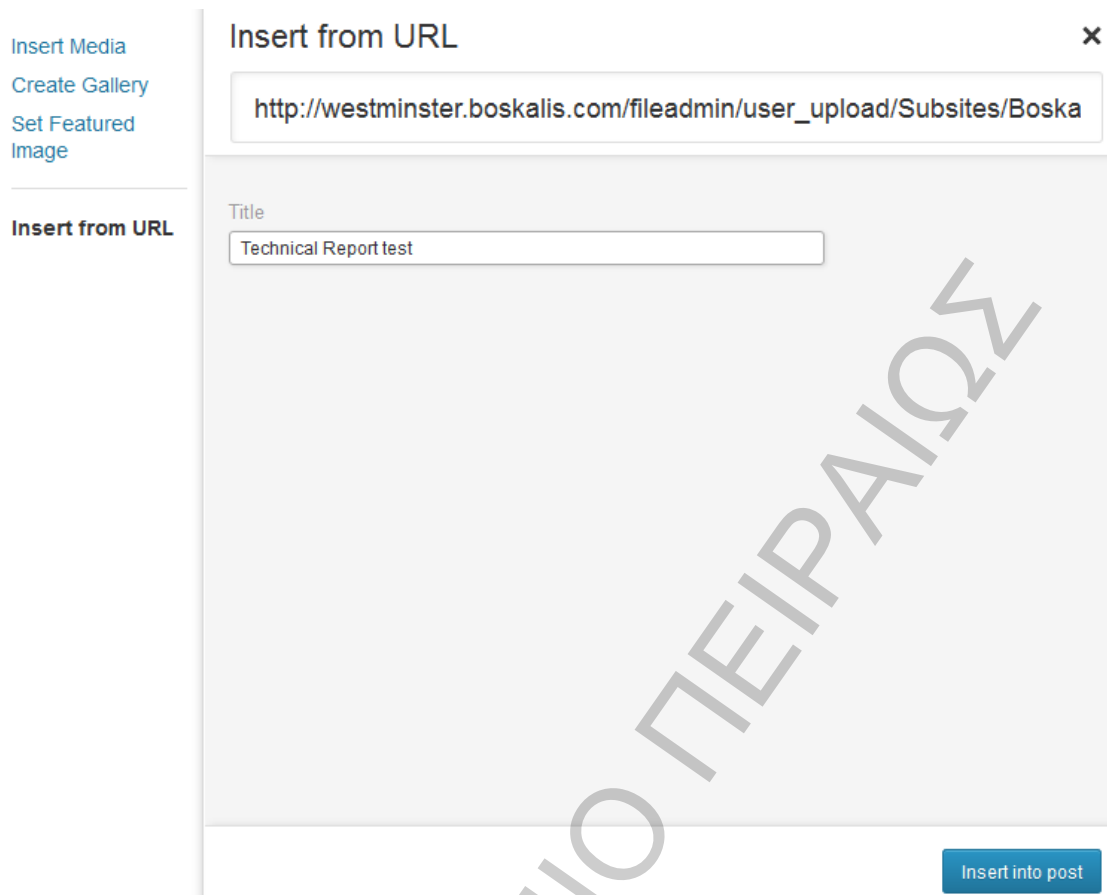 Insert Media
Create Gallery
Set Featured
Image
Insert from URL
Insert from URL
×
http://westminster.boskalis.com/fileadmin/user_upload/Subsites/Boska
Title
Technical Report test
ΠΕΙΡΑΙΩΣ
Insert into post